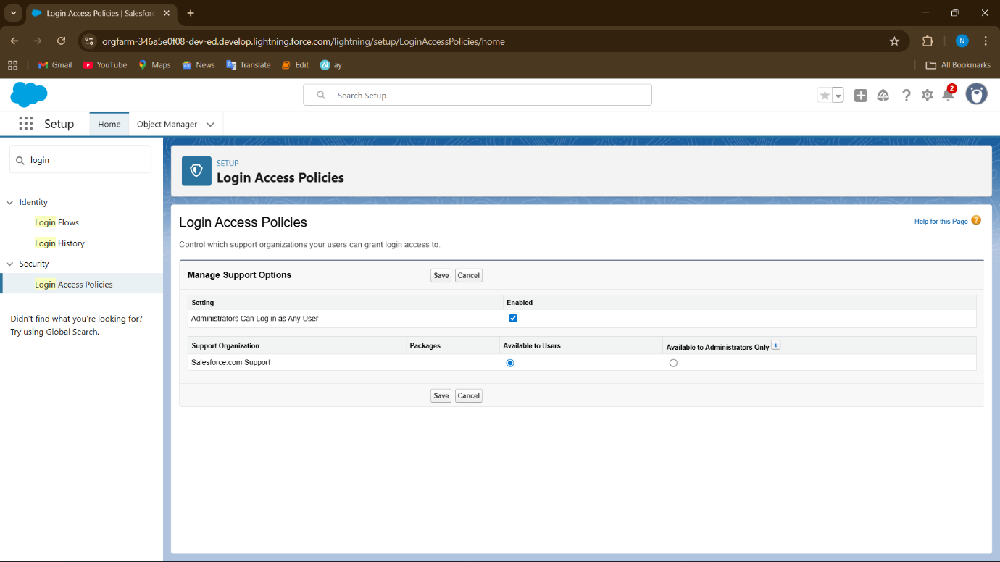 Login Access Policies | Salesforc
orgfarm-346a5e0f08-dev-ed.develop.lightning.force.com/lightning/setup/LoginAccessPolicies/home
N
Gmail YouTube Maps News Translate Edit ay All Bookmarks
Search Setup
2
Setup Home Object Manager
login
SETUP
Login Access Policies
Identity
Login Flows
Login History
Security
Login Access Policies
Didn't find what you're looking for?
Try using Global Search.
Login Access Policies
Help for this Page ?
Control which support organizations your users can grant login access to.
Manage Support Options Save Cancel
Setting Enabled
Administrators Can Log in as Any User
Support Organization Packages Available to Users Available to Administrators Only i
Salesforce.com Support
Save Cancel